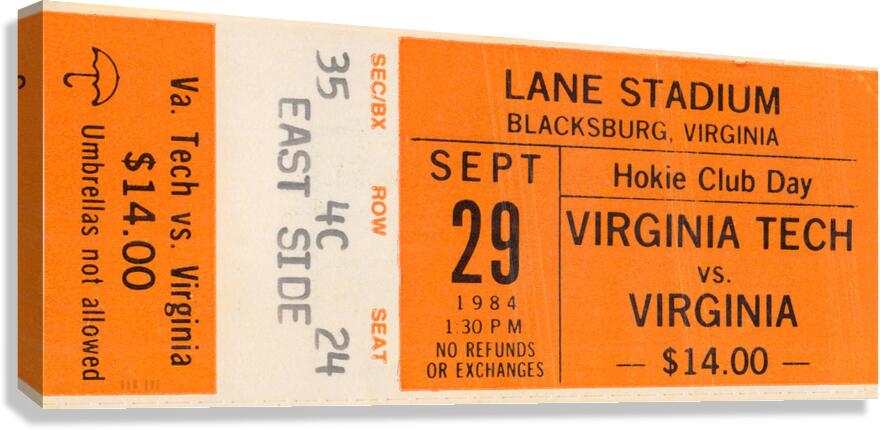 Va. Tech vs. Virginia
$14.00
Umbrellas not allowed
SEC/BX ROW SEAT
35 4C 24
EAST SIDE
LANE STADIUM
BLACKSBURG, VIRGINIA
SEPT
29
1984
1:30 P.M.
NO REFUNDS
OR EXCHANGES
Hokie Club Day
VIRGINIA TECH
vs.
VIRGINIA
— $14.00 —